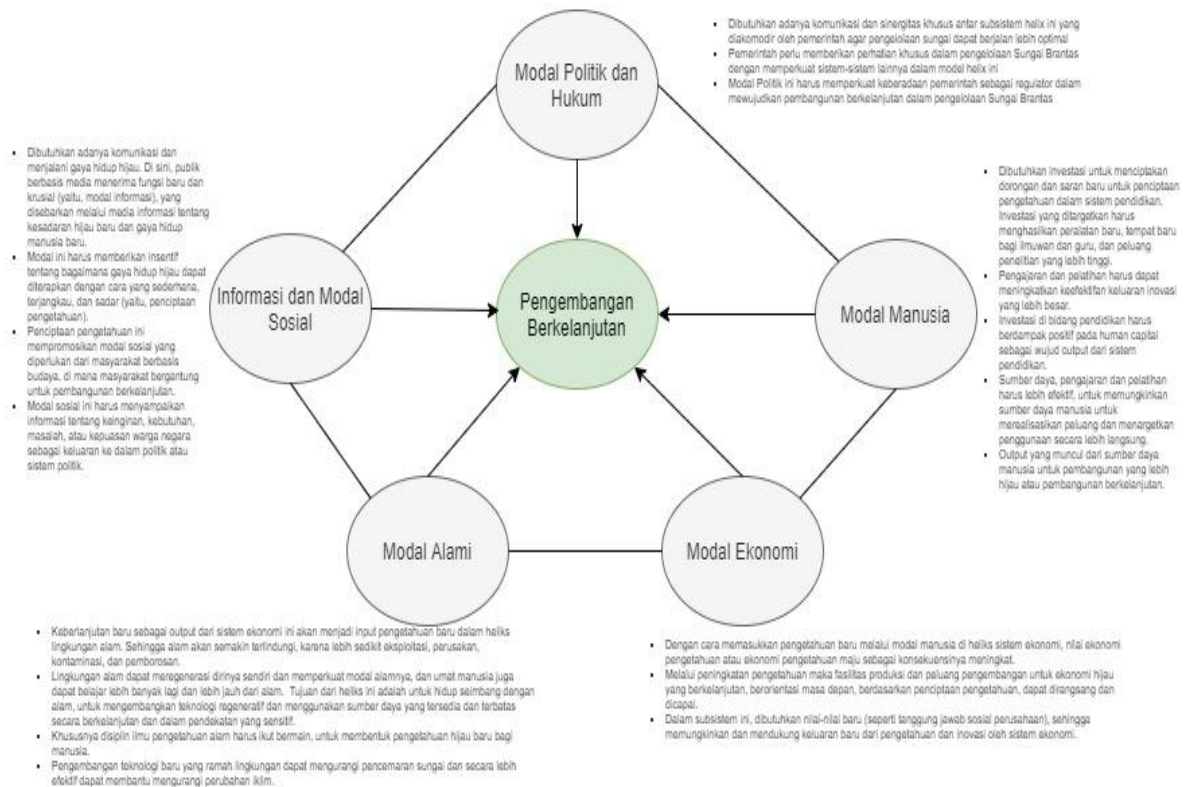 Modal Politik dan
Hukum
• Dibutuhkan adanya komunikasi dan sinergitas khusus antar subsistem helix ini yang
diakomodir oleh pemerintah agar pengelolaan sungai dapat berjalan lebih optimal
• Pemerintah perlu memberikan perhatian khusus dalam pengelolaan Sungai Brantas
dengan memperkuat sistem-sistem lainnya dalam model helix ini
• Modal Politik ini harus memperkuat keberadaan pemerintah sebagai regulator dalam
mewujudkan pembangunan berkelanjutan dalam pengelolaan Sungai Brantas
• Dibutuhkan adanya komunikasi dan
menjalani gaya hidup hijau. Di sini, publik
berbasis media menerima fungsi baru dan
krusial (yaitu, modal informasi), yang
disebarkan melalui media informasi tentang
kesadaran hijau baru dan gaya hidup
manusia baru.
• Modal ini harus memberikan insentif
tentang bagaimana gaya hidup hijau dapat
diterapkan dengan cara yang sederhana,
terjangkau, dan sadar (yaitu, penciptaan
pengetahuan).
• Penciptaan pengetahuan ini
mempromosikan modal sosial yang
diperlukan dari masyarakat berbasis
budaya, di mana masyarakat bergantung
untuk pembangunan berkelanjutan.
• Modal sosial ini harus menyampaikan
informasi tentang keinginan, kebutuhan,
masalah, atau kepuasan warga negara
sebagai keluaran ke dalam politik atau
sistem politik.
Informasi dan Modal
Sosial
Pengembangan
Berkelanjutan
Modal Manusia
• Dibutuhkan investasi untuk menciptakan
dorongan dan saran baru untuk penciptaan
pengetahuan dalam sistem pendidikan.
Investasi yang ditargetkan harus
menghasilkan peralatan baru, tempat baru
bagi ilmuwan dan guru, dan peluang
penelitian yang lebih tinggi.
• Pengajaran dan pelatihan harus dapat
meningkatkan keefektifan keluaran inovasi
yang lebih besar.
• Investasi di bidang pendidikan harus
berdampak positif pada human capital
sebagai wujud output dari sistem
pendidikan.
• Sumber daya, pengajaran dan pelatihan
harus lebih efektif, untuk memungkinkan
sumber daya manusia untuk
merealisasikan peluang dan menargetkan
penggunaan secara lebih langsung.
• Output yang muncul dari sumber daya
manusia untuk pembangunan yang lebih
hijau atau pembangunan berkelanjutan.
Modal Alami
Modal Ekonomi
• Keberlanjutan baru sebagai output dari sistem ekonomi ini akan menjadi input pengetahuan baru dalam heliks
lingkungan alam. Sehingga alam akan semakin terlindungi, karena lebih sedikit eksploitasi, perusakan,
kontaminasi, dan pemborosan.
• Lingkungan alam dapat meregenerasi dirinya sendiri dan memperkuat modal alamnya, dan umat manusia juga
dapat belajar lebih banyak lagi dan lebih jauh dari alam. Tujuan dari heliks ini adalah untuk hidup seimbang dengan
alam, untuk mengembangkan teknologi regeneratif dan menggunakan sumber daya yang tersedia dan terbatas
secara berkelanjutan dan dalam pendekatan yang sensitif.
• Khususnya disiplin ilmu pengetahuan alam harus ikut bermain, untuk membentuk pengetahuan hijau baru bagi
manusia.
• Pengembangan teknologi baru yang ramah lingkungan dapat mengurangi pencemaran sungai dan secara lebih
efektif dapat membantu mengurangi perubahan iklim.
• Dengan cara memasukkan pengetahuan baru melalui modal manusia di heliks sistem ekonomi, nilai ekonomi
pengetahuan atau ekonomi pengetahuan maju sebagai konsekuensinya meningkat.
• Melalui peningkatan pengetahuan maka fasilitas produksi dan peluang pengembangan untuk ekonomi hijau
yang berkelanjutan, berorientasi masa depan, berdasarkan penciptaan pengetahuan, dapat dirangsang dan
dicapai.
• Dalam subsistem ini, dibutuhkan nilai-nilai baru (seperti tanggung jawab sosial perusahaan), sehingga
memungkinkan dan mendukung keluaran baru dari pengetahuan dan inovasi oleh sistem ekonomi.